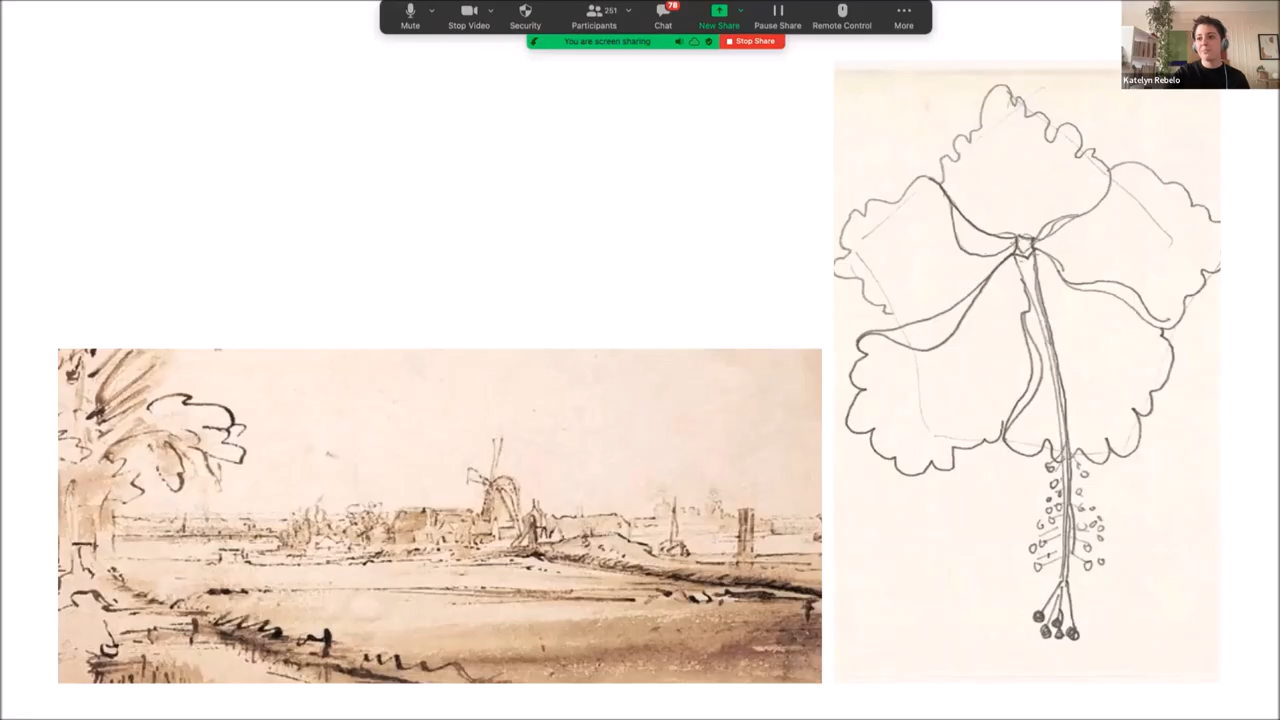 251
78
Mute
Stop Video
Security
Participants
Chat
New Share
Pause Share
Remote Control
More
You are screen sharing
Stop Share
Katelyn Rebelo